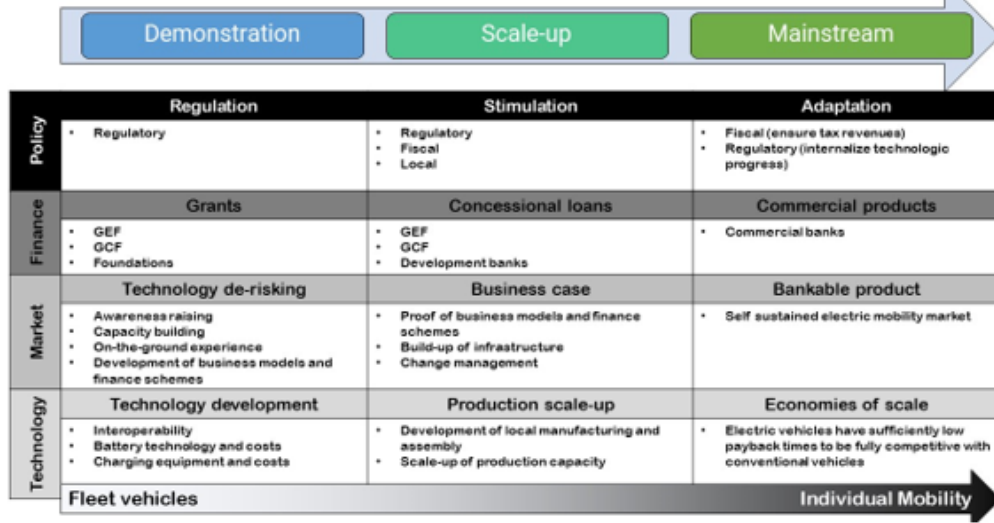 Demonstration
Scale-up
Mainstream
Policy
Regulation
Stimulation
Adaptation
• Regulatory
• Regulatory
• Fiscal
• Local
• Fiscal (ensure tax revenues)
• Regulatory (internalize technologic
progress)
Finance
Grants
Concessional loans
Commercial products
• GEF
• GCF
• Foundations
• GEF
• GCF
• Development banks
• Commercial banks
Market
Technology de-risking
Business case
Bankable product
• Awareness raising
• Capacity building
• On-the-ground experience
• Development of business models and
finance schemes
• Proof of business models and finance
schemes
• Build-up of infrastructure
• Change management
• Self sustained electric mobility market
Technology
Technology development
Production scale-up
Economies of scale
• Interoperability
• Battery technology and costs
• Charging equipment and costs
• Development of local manufacturing and
assembly
• Scale-up of production capacity
• Electric vehicles have sufficiently low
payback times to be fully competitive with
conventional vehicles
Fleet vehicles
Individual Mobility